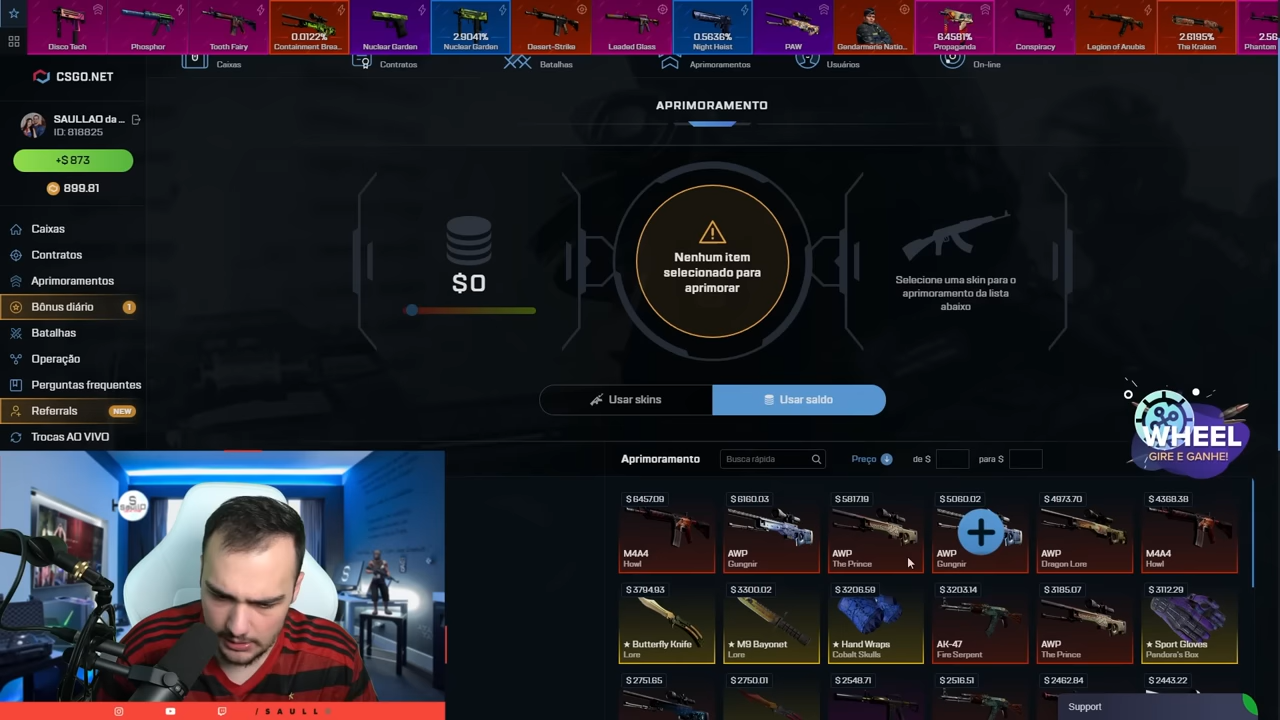 Disco Tech
Phosphor
Tooth Fairy
0.0122%
Containment Brea...
Nuclear Garden
2.9041%
Nuclear Garden
Desert-Strike
Leaded Glass
0.5636%
Night Heist
PAW
Gendarmerie Natio...
6.4581%
Propaganda
Conspiracy
Legion of Anubis
2.6195%
The Kraken
2.56
Phantom
CSGO.NET
Caixas
Contratos
Batalhas
Aprimoramentos
Usuários
On-line
SAULLAO da ...
ID: 818825
+$ 873
899.81
Caixas
Contratos
Aprimoramentos
Bônus diário
1
Batalhas
Operação
Perguntas frequentes
Referrals
NEW
Trocas AO VIVO
APRIMORAMENTO
$0
Nenhum item
selecionado para
aprimorar
Selecione uma skin para o
aprimoramento da lista
abaixo
Usar skins
Usar saldo
WHEEL
GIRE E GANHE!
Aprimoramento
Busca rápida
Preço
de $
para $
$ 6457.09
M4A4
Howl
$ 6160.03
AWP
Gungnir
$ 5817.19
AWP
The Prince
$ 5060.02
AWP
Gungnir
$ 4973.70
AWP
Dragon Lore
$ 4368.38
M4A4
Howl
$ 3794.93
★ Butterfly Knife
Lore
$ 3300.02
★ M9 Bayonet
Lore
$ 3206.59
★ Hand Wraps
Cobalt Skulls
$ 3203.14
AK-47
Fire Serpent
$ 3185.07
AWP
The Prince
$ 3112.29
★ Sport Gloves
Pandora's Box
$ 2751.65
$ 2750.01
$ 2548.71
$ 2516.51
$ 2462.84
$ 2443.22
Support